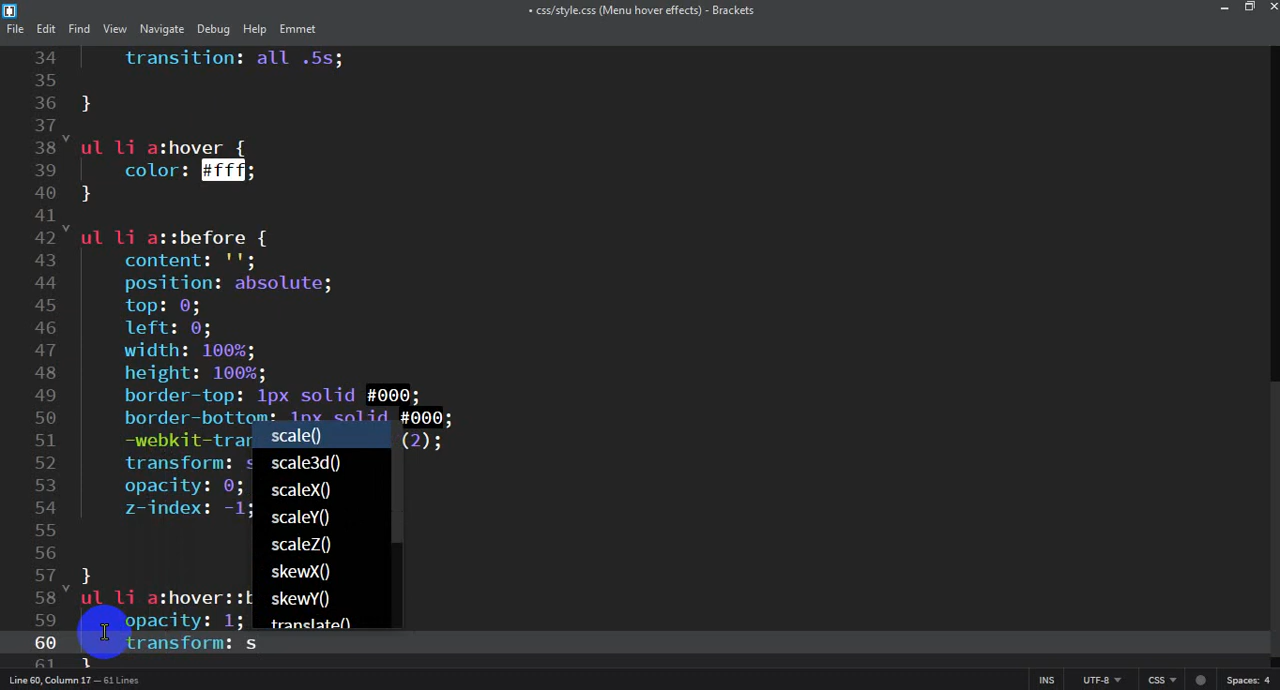 • css/style.css (Menu hover effects) - Brackets
File Edit Find View Navigate Debug Help Emmet
34 transition: all .5s;
35
36 }
37
38 ul li a:hover {
39 color: #fff;
40 }
41
42 ul li a::before {
43 content: '';
44 position: absolute;
45 top: 0;
46 left: 0;
47 width: 100%;
48 height: 100%;
49 border-top: 1px solid #000;
50 border-bottom: 1px solid #000;
51 -webkit-tran (2);
52 transform: s
53 opacity: 0;
54 z-index: -1;
55
56
57 }
58 ul li a:hover::b
59 opacity: 1;
60 transform: s
61 }
scale()
scale3d()
scaleX()
scaleY()
scaleZ()
skewX()
skewY()
translate()
Line 60, Column 17 — 61 Lines INS UTF-8 CSS Spaces: 4